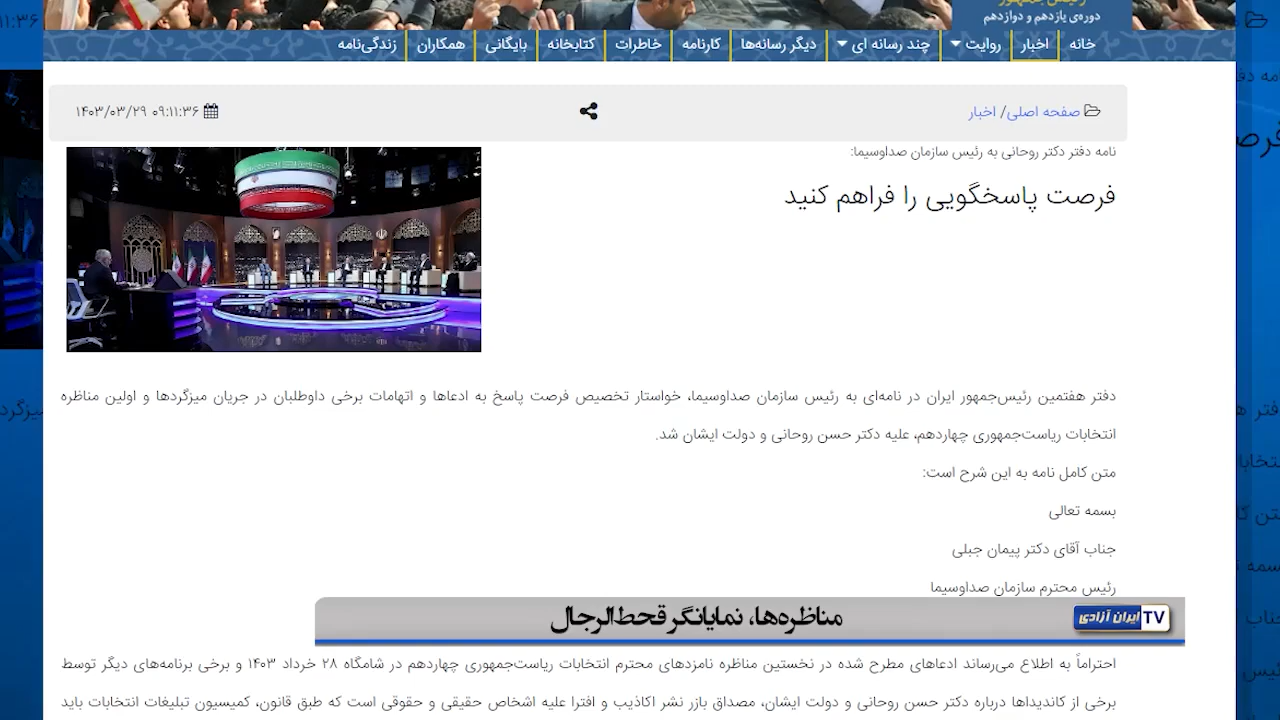 رئیس جمهور
دوره‌ی یازدهم و دوازدهم
خانه
اخبار
روایت
چند رسانه ای
دیگر رسانه‌ها
کارنامه
خاطرات
کتابخانه
بایگانی
همکاران
زندگی‌نامه
صفحه اصلی/ اخبار
۰۹:۱۱:۳۶ ۱۴۰۳/۰۳/۲۹
نامه دفتر دکتر روحانی به رئیس سازمان صداوسیما:
فرصت پاسخگویی را فراهم کنید
دفتر هفتمین رئیس‌جمهور ایران در نامه‌ای به رئیس سازمان صداوسیما، خواستار تخصیص فرصت پاسخ به ادعاها و اتهامات برخی داوطلبان در جریان میزگردها و اولین مناظره
انتخابات ریاست‌جمهوری چهاردهم، علیه دکتر حسن روحانی و دولت ایشان شد.
متن کامل نامه به این شرح است:
بسمه تعالی
جناب آقای دکتر پیمان جبلی
رئیس محترم سازمان صداوسیما
مناظره‌ها، نمایانگر قحط‌الرجال
ایران آزادی TV
احتراماً به اطلاع می‌رساند ادعاهای مطرح شده در نخستین مناظره نامزدهای محترم انتخابات ریاست‌جمهوری چهاردهم در شامگاه ۲۸ خرداد ۱۴۰۳ و برخی برنامه‌های دیگر توسط
برخی از کاندیداها درباره دکتر حسن روحانی و دولت ایشان، مصداق بازر نشر اکاذیب و افترا علیه اشخاص حقیقی و حقوقی است که طبق قانون، کمیسیون تبلیغات انتخابات باید